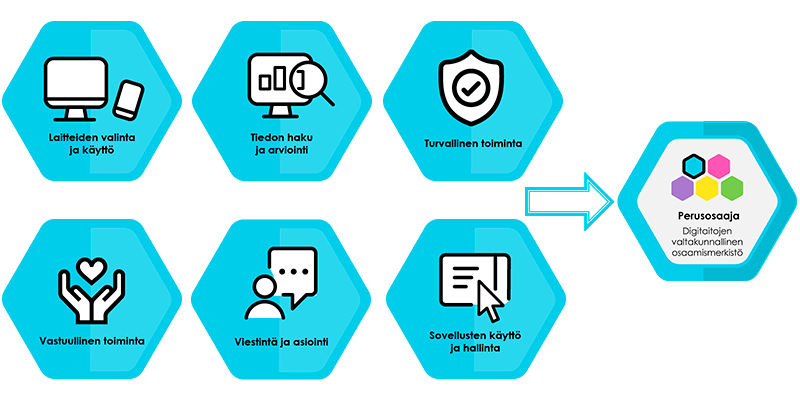 Laitteiden valinta
ja käyttö
Tiedon haku
ja arviointi
Turvallinen toiminta
Vastuullinen toiminta
Viestintä ja asiointi
Sovellusten käyttö
ja hallinta
Perusosaaja
Digitaitojen
valtakunnallinen
osaamismerkistö